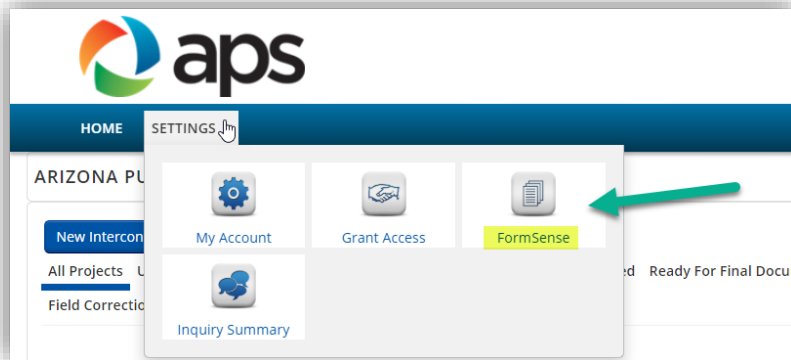 aps
HOME SETTINGS
ARIZONA PU
New Intercon
My Account Grant Access FormSense
All Projects U ed Ready For Final Docu
Field Correctio
Inquiry Summary